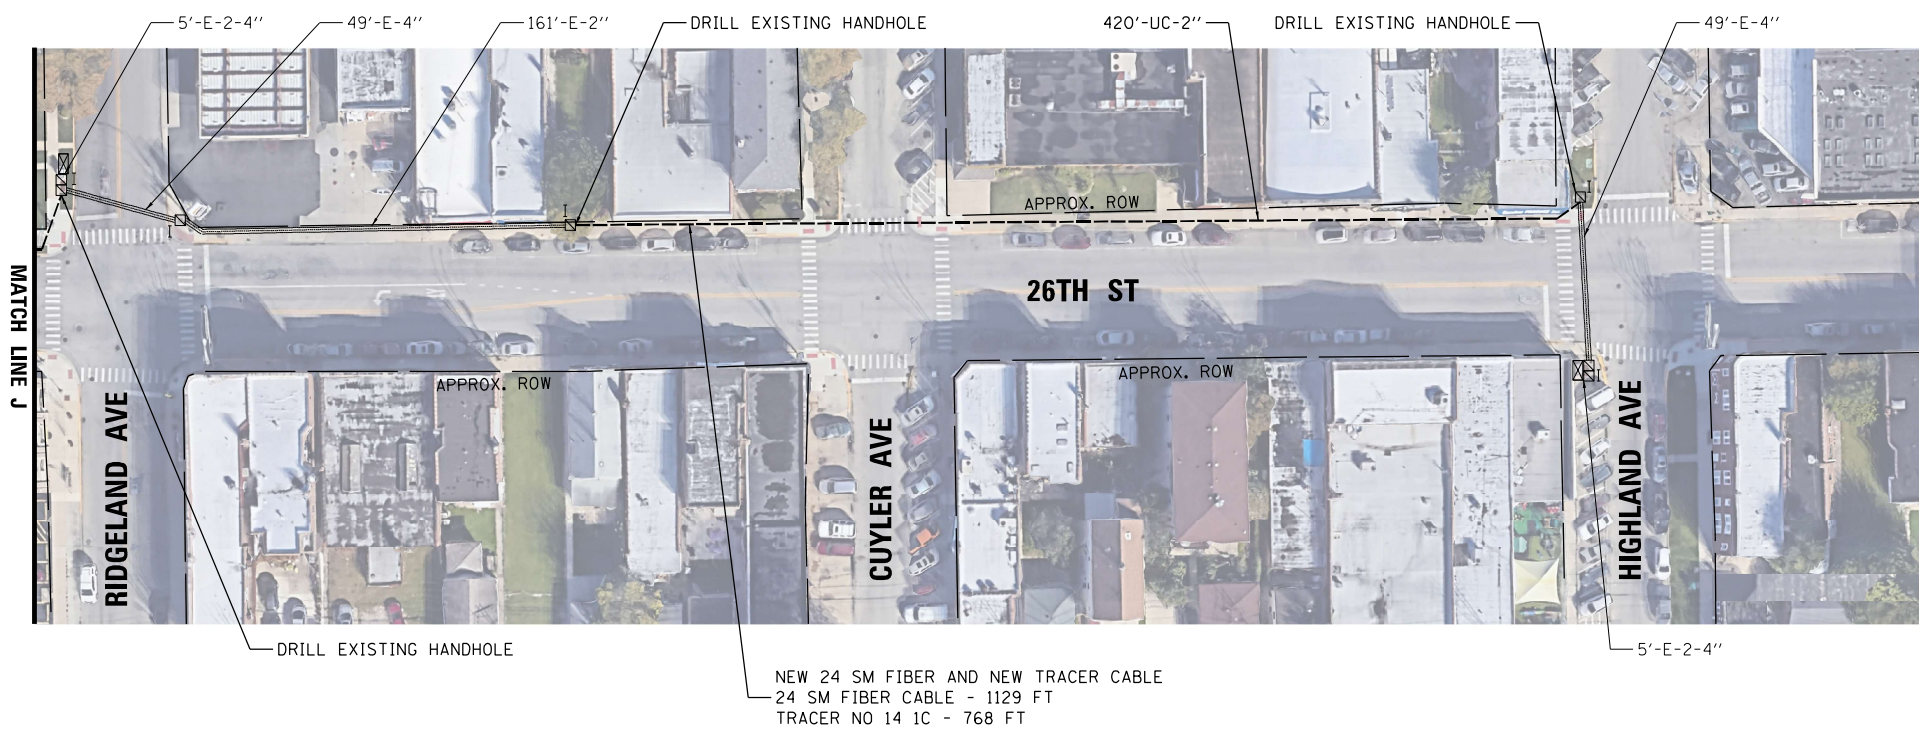 5'-E-2-4"
49'-E-4"
161'-E-2"
DRILL EXISTING HANDHOLE
420'-UC-2"
DRILL EXISTING HANDHOLE
49'-E-4"
APPROX. ROW
26TH ST
MATCH LINE J
APPROX. ROW
APPROX. ROW
RIDGELAND AVE
CUYLER AVE
HIGHLAND AVE
DRILL EXISTING HANDHOLE
5'-E-2-4"
NEW 24 SM FIBER AND NEW TRACER CABLE
24 SM FIBER CABLE - 1129 FT
TRACER NO 14 1C - 768 FT